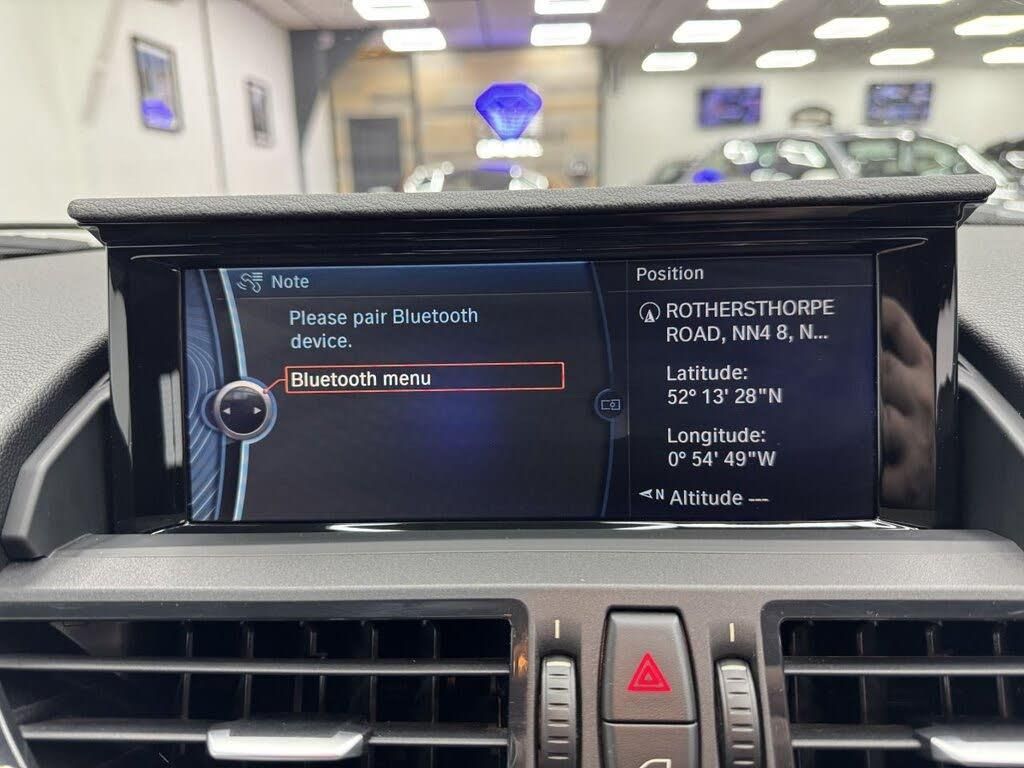 Note
Please pair Bluetooth
device.
Bluetooth menu
Position
ROTHERSTHORPE
ROAD, NN4 8, N...
Latitude:
52° 13' 28"N
Longitude:
0° 54' 49"W
N Altitude ---